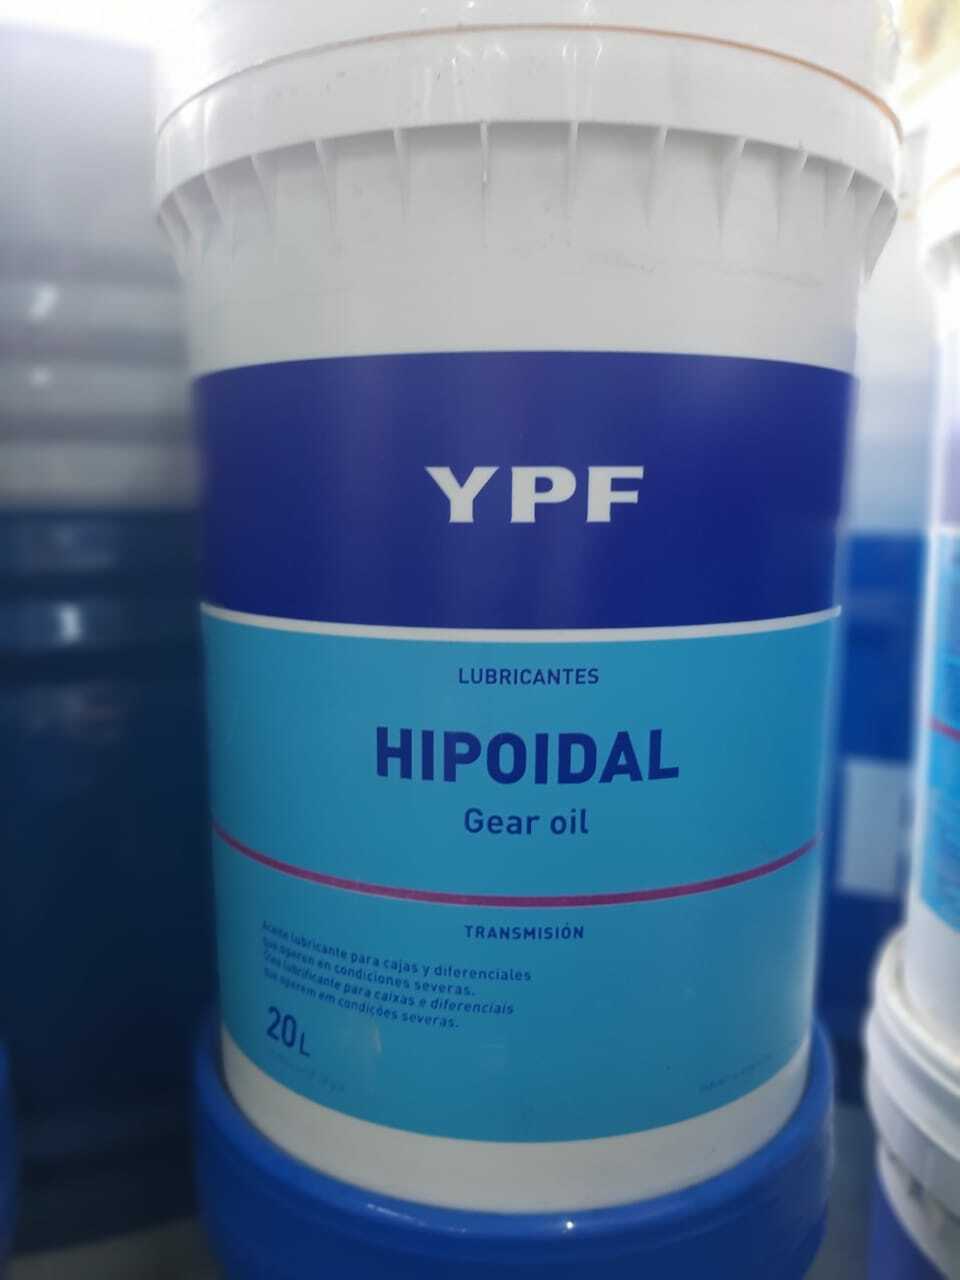 YPF
LUBRICANTES
HIPOIDAL
Gear oil
TRANSMISIÓN
Aceite lubricante para cajas y diferenciales
que operen en condiciones severas.
Óleo lubrificante para caixas e diferenciais
que operem em condições severas.
20L